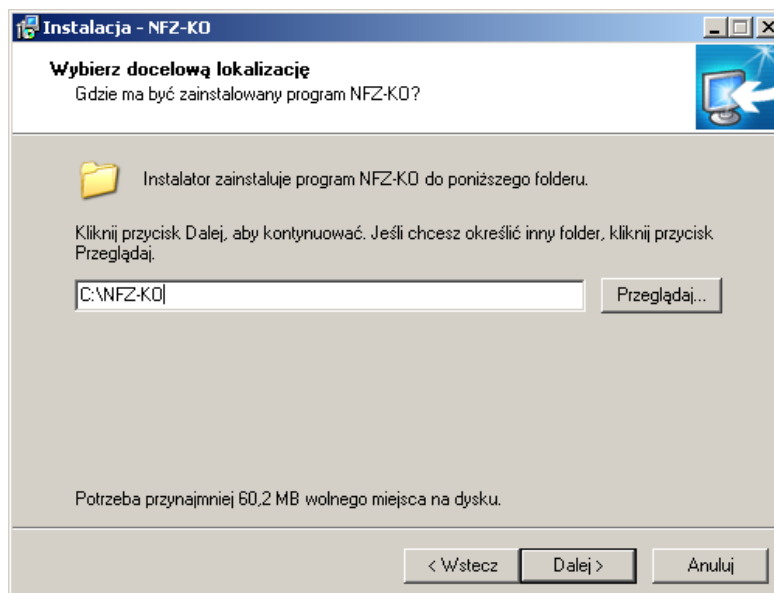 Instalacja - NFZ-KO
Wybierz docelową lokalizację
Gdzie ma być zainstalowany program NFZ-KO?
Instalator zainstaluje program NFZ-KO do poniższego folderu.
Kliknij przycisk Dalej, aby kontynuować. Jeśli chcesz określić inny folder, kliknij przycisk
Przeglądaj.
C:\NFZ-KO
Przeglądaj...
Potrzeba przynajmniej 60,2 MB wolnego miejsca na dysku.
< Wstecz
Dalej >
Anuluj